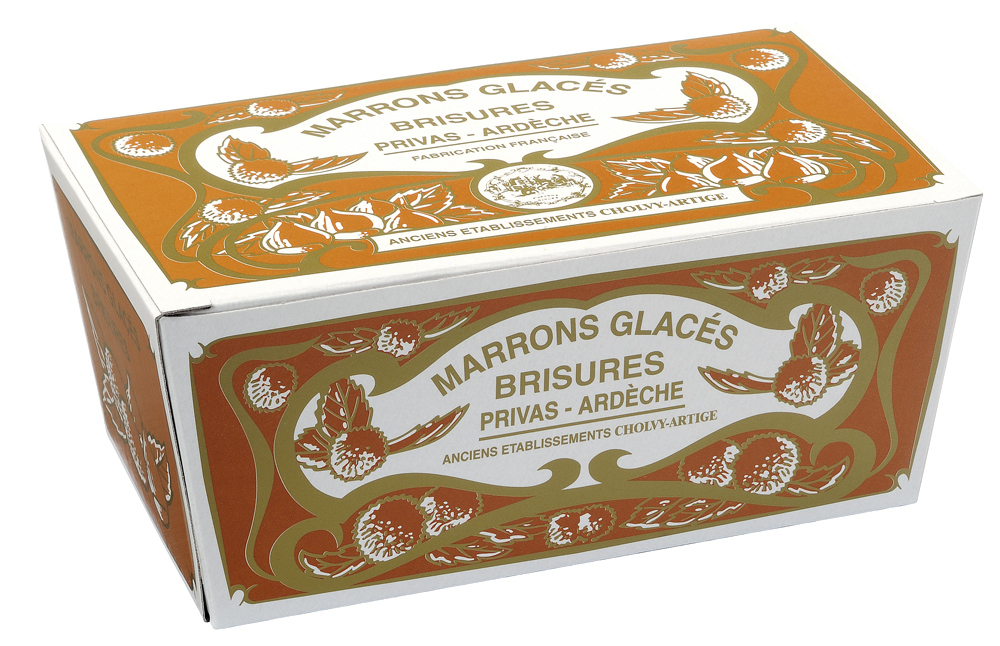 MARRONS GLACÉS
BRISURES
PRIVAS - ARDÈCHE
FABRICATION FRANÇAISE
ANCIENS ETABLISSEMENTS CHOLVY-ARTIGE
MARRONS GLACÉS
BRISURES
PRIVAS - ARDÈCHE
ANCIENS ETABLISSEMENTS CHOLVY-ARTIGE